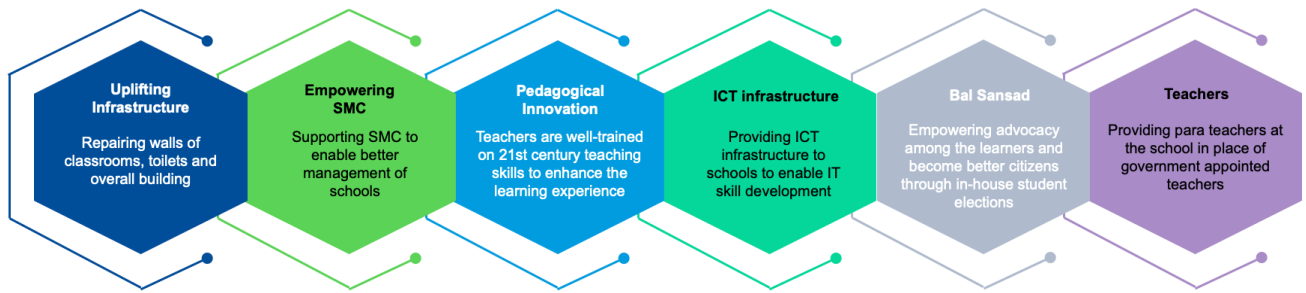 Uplifting
Infrastructure
Repairing walls of
classrooms, toilets and
overall building
Empowering
SMC
Supporting SMC to
enable better
management of
schools
Pedagogical
Innovation
Teachers are well-trained
on 21st century teaching
skills to enhance the
learning experience
ICT infrastructure
Providing ICT
infrastructure to
schools to enable IT
skill development
Bal Sansad
Empowering advocacy
among the learners and
become better citizens
through in-house student
elections
Teachers
Providing para teachers at
the school in place of
government appointed
teachers